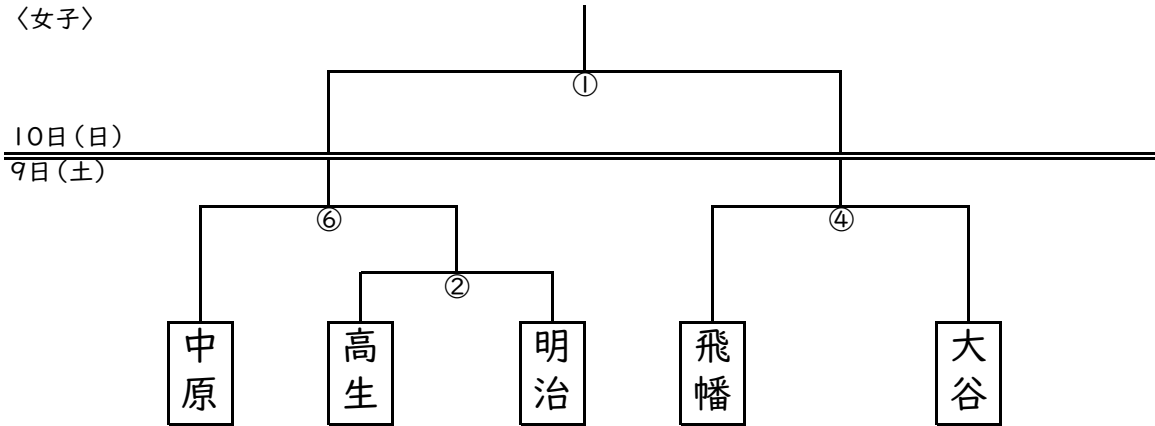 〈女子〉
①
10日(日)
9日(土)
⑥
④
②
中原
高生
明治
飛幡
大谷